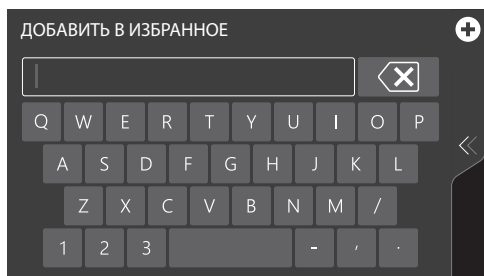 ДОБАВИТЬ В ИЗБРАННОЕ
Q W E R T Y U I O P
A S D F G H J K L
Z X C V B N M /
1 2 3 - , .